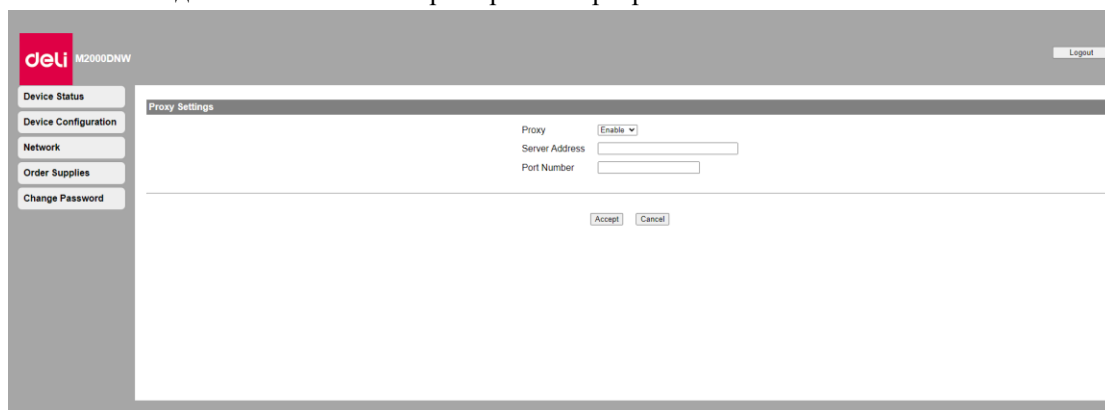 deli M2000DNW
Logout
Device Status
Device Configuration
Network
Order Supplies
Change Password
Proxy Settings
Proxy Enable
Server Address
Port Number
Accept Cancel